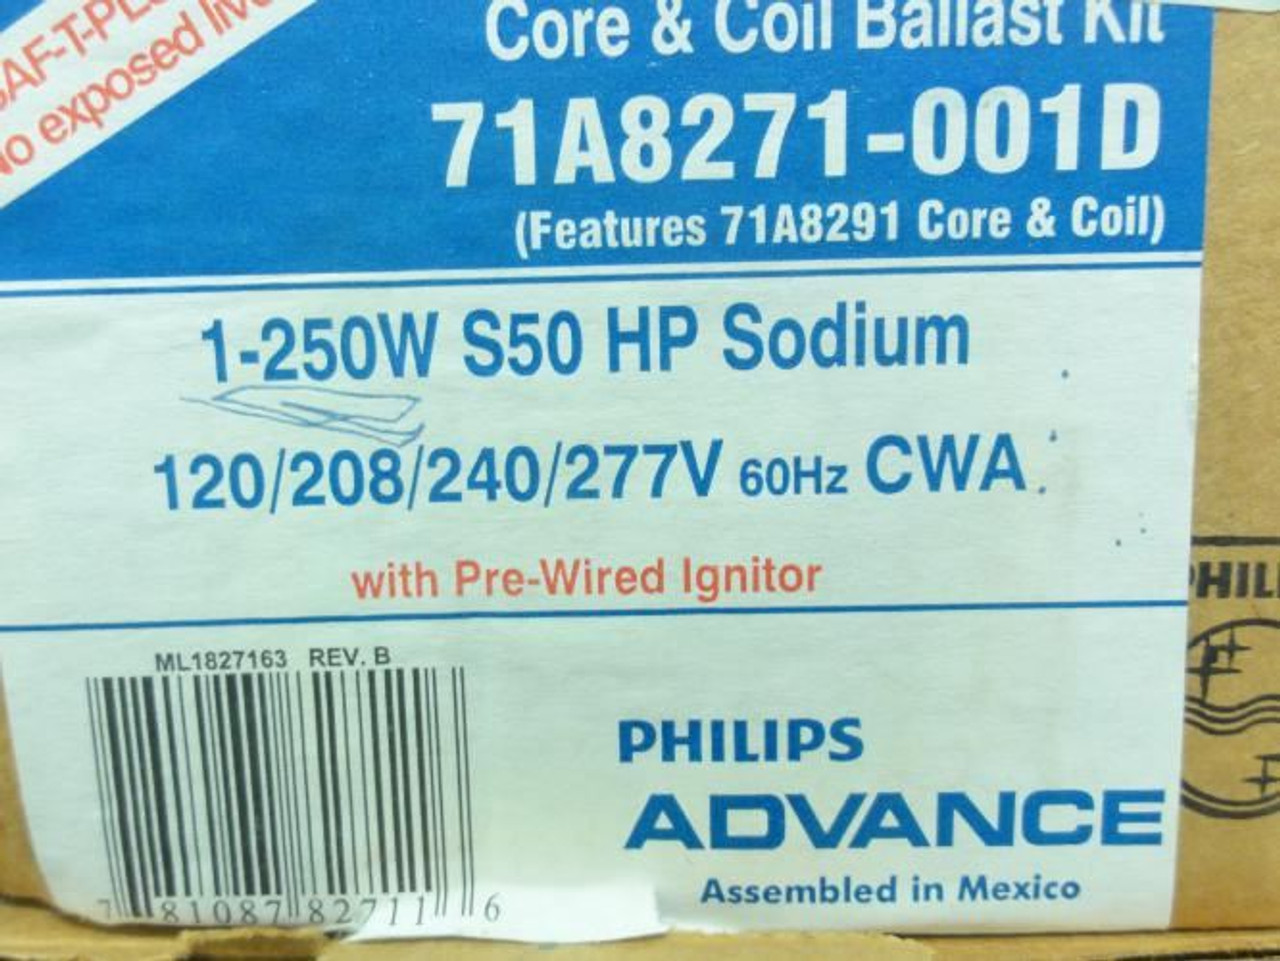 No exposed
Core & Coil Ballast Kit
71A8271-001D
(Features 71A8291 Core & Coil)
1-250W S50 HP Sodium
120/208/240/277V 60Hz CWA
with Pre-Wired Ignitor
ML1827163 REV. B
7 81087 82711 6
PHILIPS
ADVANCE
Assembled in Mexico